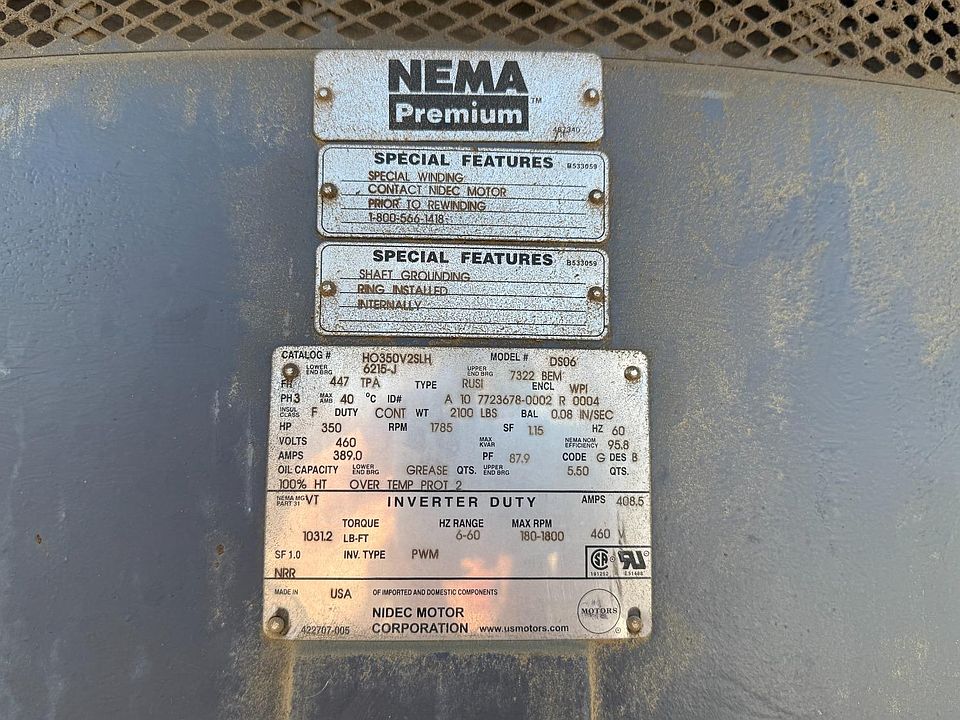 NEMA
Premium™
487340
SPECIAL FEATURES B533059
SPECIAL WINDING
CONTACT NIDEC MOTOR
PRIOR TO REWINDING
1-800-566-1418
SPECIAL FEATURES B533059
SHAFT GROUNDING
RING INSTALLED
INTERNALLY
CATALOG # HO350V2SLH MODEL # DS06
LOWER END BRG 6215-J UPPER END BRG 7322 BEM
FR 447 TPA TYPE RUSI ENCL WPI
PH 3 MAX AMB 40 °C ID# A 10 7723678-0002 R 0004
INSUL CLASS F DUTY CONT WT 2100 LBS BAL 0.08 IN/SEC
HP 350 RPM 1785 SF 1.15 HZ 60
VOLTS 460 MAX KVAR NEMA NOM EFFICIENCY 95.8
AMPS 389.0 PF 87.9 CODE G DES B
OIL CAPACITY LOWER END BRG GREASE QTS. UPPER END BRG 5.50 QTS.
100% HT OVER TEMP PROT 2
NEMA MG PART 31 VT INVERTER DUTY AMPS 408.5
1031.2 TORQUE LB-FT HZ RANGE 6-60 MAX RPM 180-1800 460 V
SF 1.0 INV. TYPE PWM
NRR
MADE IN USA OF IMPORTED AND DOMESTIC COMPONENTS
NIDEC MOTOR
CORPORATION www.usmotors.com
422707-005
MOTORS